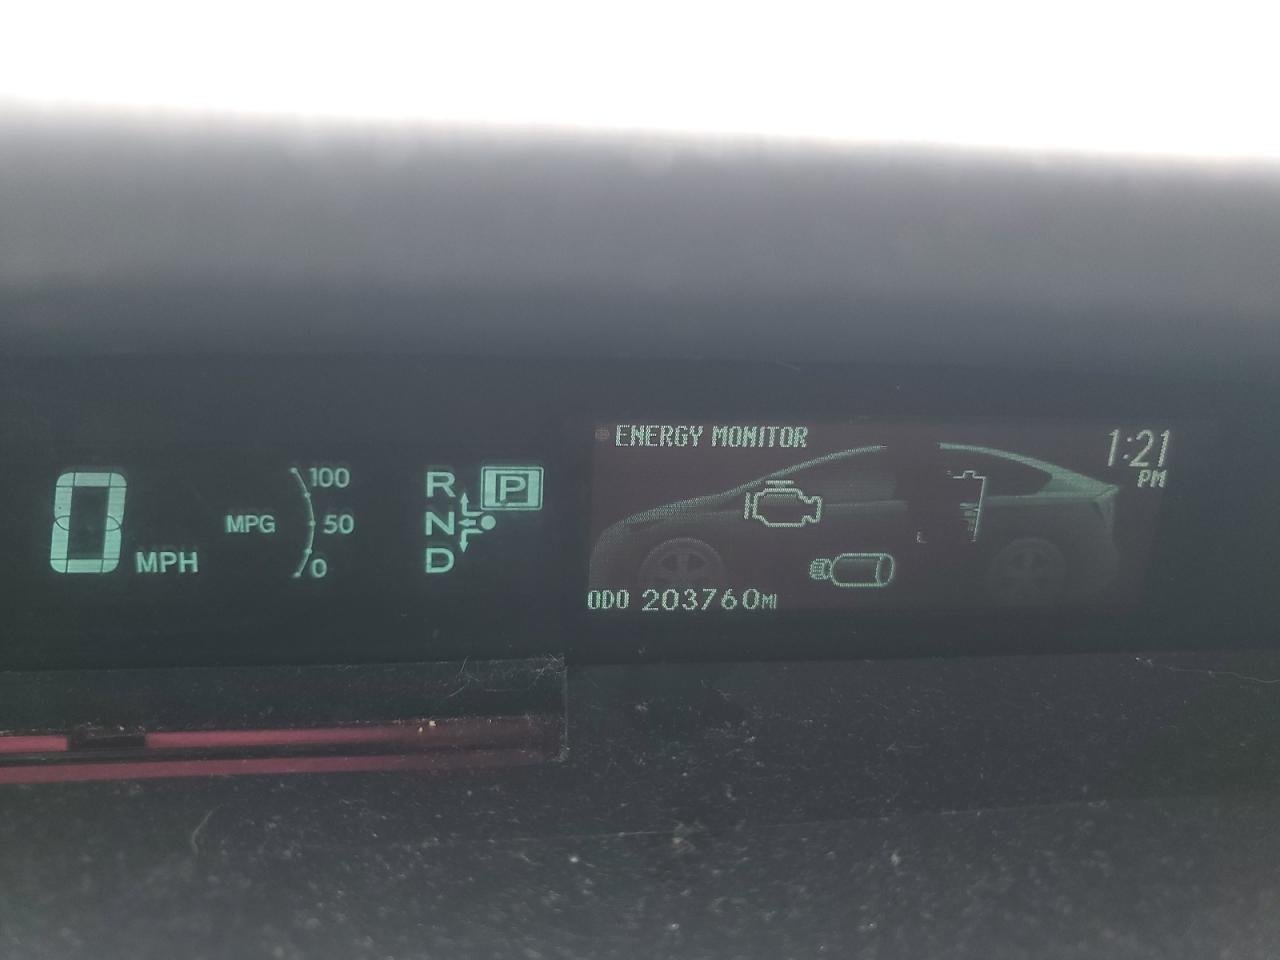 ENERGY MONITOR
1:21
PM
0
MPH
MPG
100
50
0
R
P
N
D
ODO 203760MI